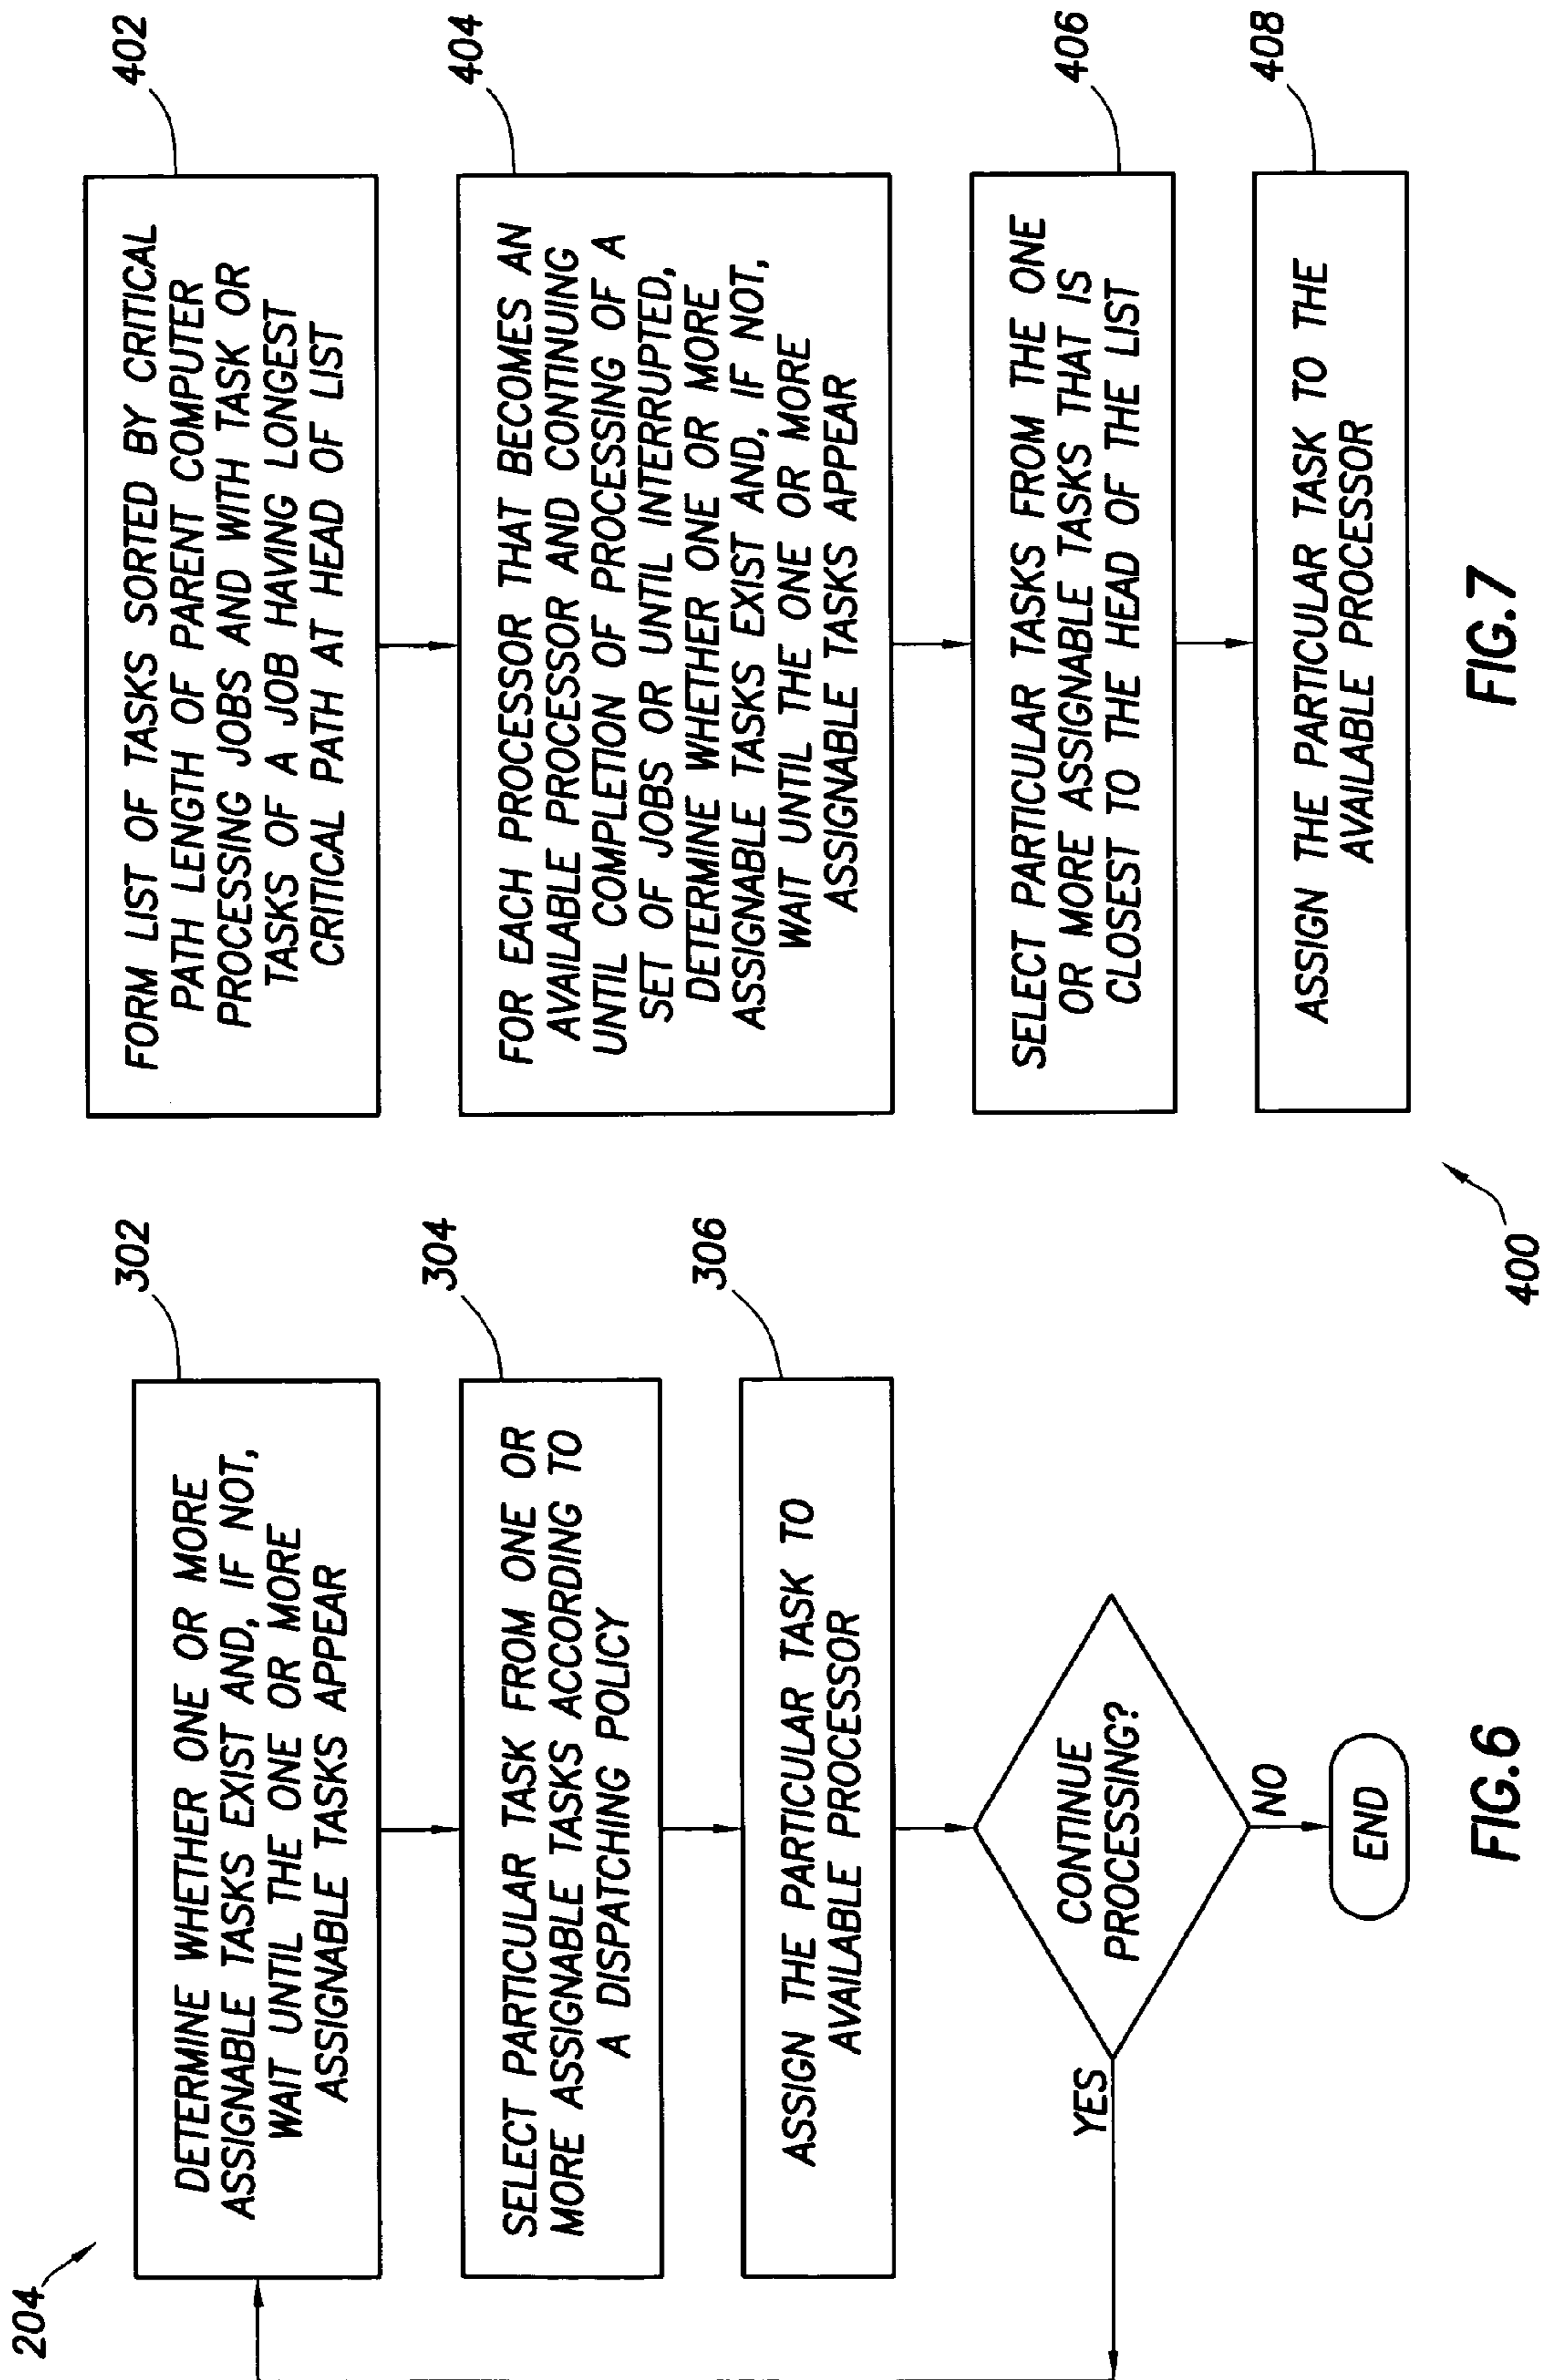 204
302
DETERMINE WHETHER ONE OR MORE
ASSIGNABLE TASKS EXIST AND, IF NOT,
WAIT UNTIL THE ONE OR MORE
ASSIGNABLE TASKS APPEAR
304
SELECT PARTICULAR TASK FROM ONE OR
MORE ASSIGNABLE TASKS ACCORDING TO
A DISPATCHING POLICY
306
ASSIGN THE PARTICULAR TASK TO
AVAILABLE PROCESSOR
CONTINUE
PROCESSING?
YES
NO
END
FIG.6
402
FORM LIST OF TASKS SORTED BY CRITICAL
PATH LENGTH OF PARENT COMPUTER
PROCESSING JOBS AND WITH TASK OR
TASKS OF A JOB HAVING LONGEST
CRITICAL PATH AT HEAD OF LIST
404
FOR EACH PROCESSOR THAT BECOMES AN
AVAILABLE PROCESSOR AND CONTINUING
UNTIL COMPLETION OF PROCESSING OF A
SET OF JOBS OR UNTIL INTERRUPTED,
DETERMINE WHETHER ONE OR MORE
ASSIGNABLE TASKS EXIST AND, IF NOT,
WAIT UNTIL THE ONE OR MORE
ASSIGNABLE TASKS APPEAR
406
SELECT PARTICULAR TASKS FROM THE ONE
OR MORE ASSIGNABLE TASKS THAT IS
CLOSEST TO THE HEAD OF THE LIST
408
ASSIGN THE PARTICULAR TASK TO THE
AVAILABLE PROCESSOR
400
FIG.7